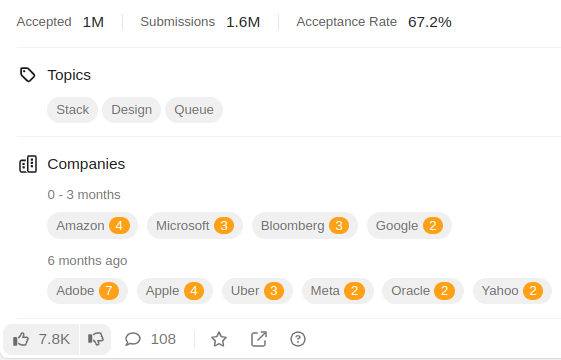 Accepted 1M Submissions 1.6M Acceptance Rate 67.2%
Topics
Stack Design Queue
Companies
0 - 3 months
Amazon 4 Microsoft 3 Bloomberg 3 Google 2
6 months ago
Adobe 7 Apple 4 Uber 3 Meta 2 Oracle 2 Yahoo 2
7.8K 108